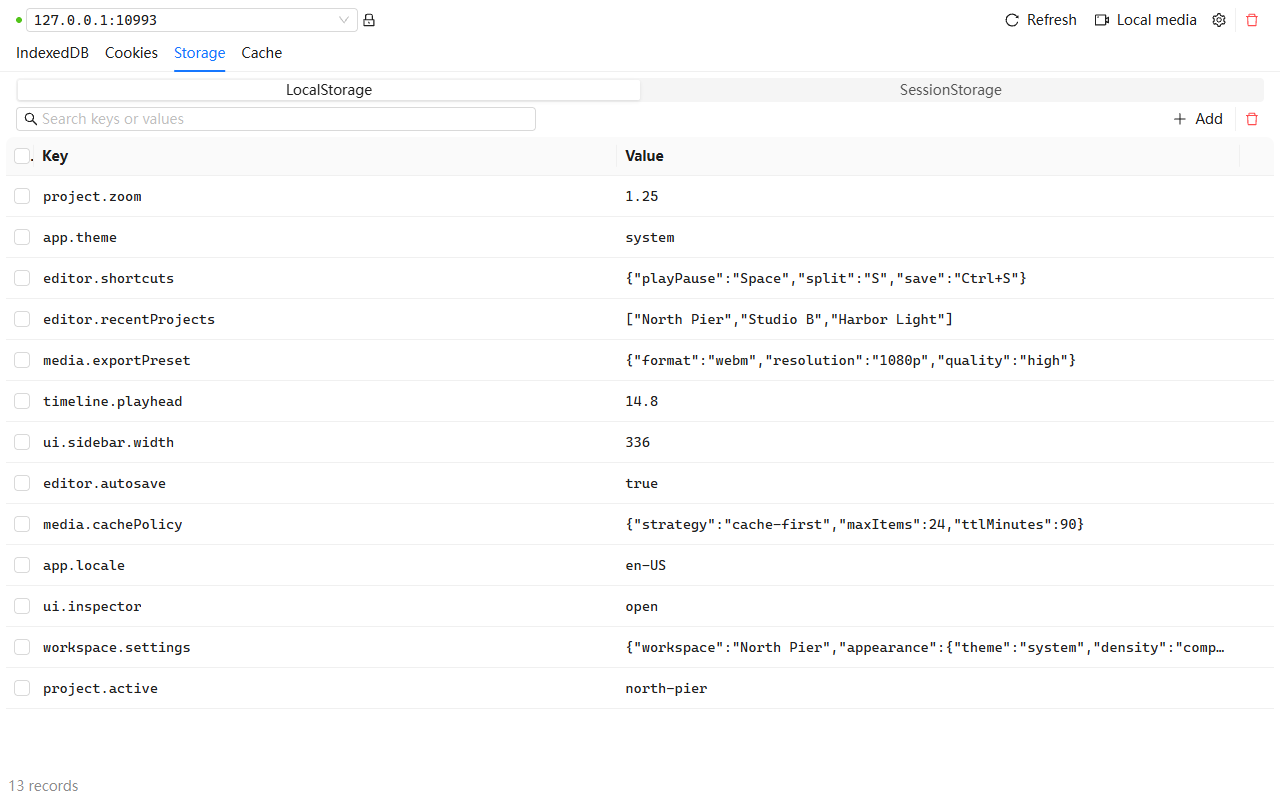 127.0.0.1:10993 Refresh Local media
IndexedDB Cookies Storage Cache
LocalStorage SessionStorage
Search keys or values Add
Key Value
project.zoom 1.25
app.theme system
editor.shortcuts {"playPause":"Space","split":"S","save":"Ctrl+S"}
editor.recentProjects ["North Pier","Studio B","Harbor Light"]
media.exportPreset {"format":"webm","resolution":"1080p","quality":"high"}
timeline.playhead 14.8
ui.sidebar.width 336
editor.autosave true
media.cachePolicy {"strategy":"cache-first","maxItems":24,"ttlMinutes":90}
app.locale en-US
ui.inspector open
workspace.settings {"workspace":"North Pier","appearance":{"theme":"system","density":"comp…
project.active north-pier
13 records